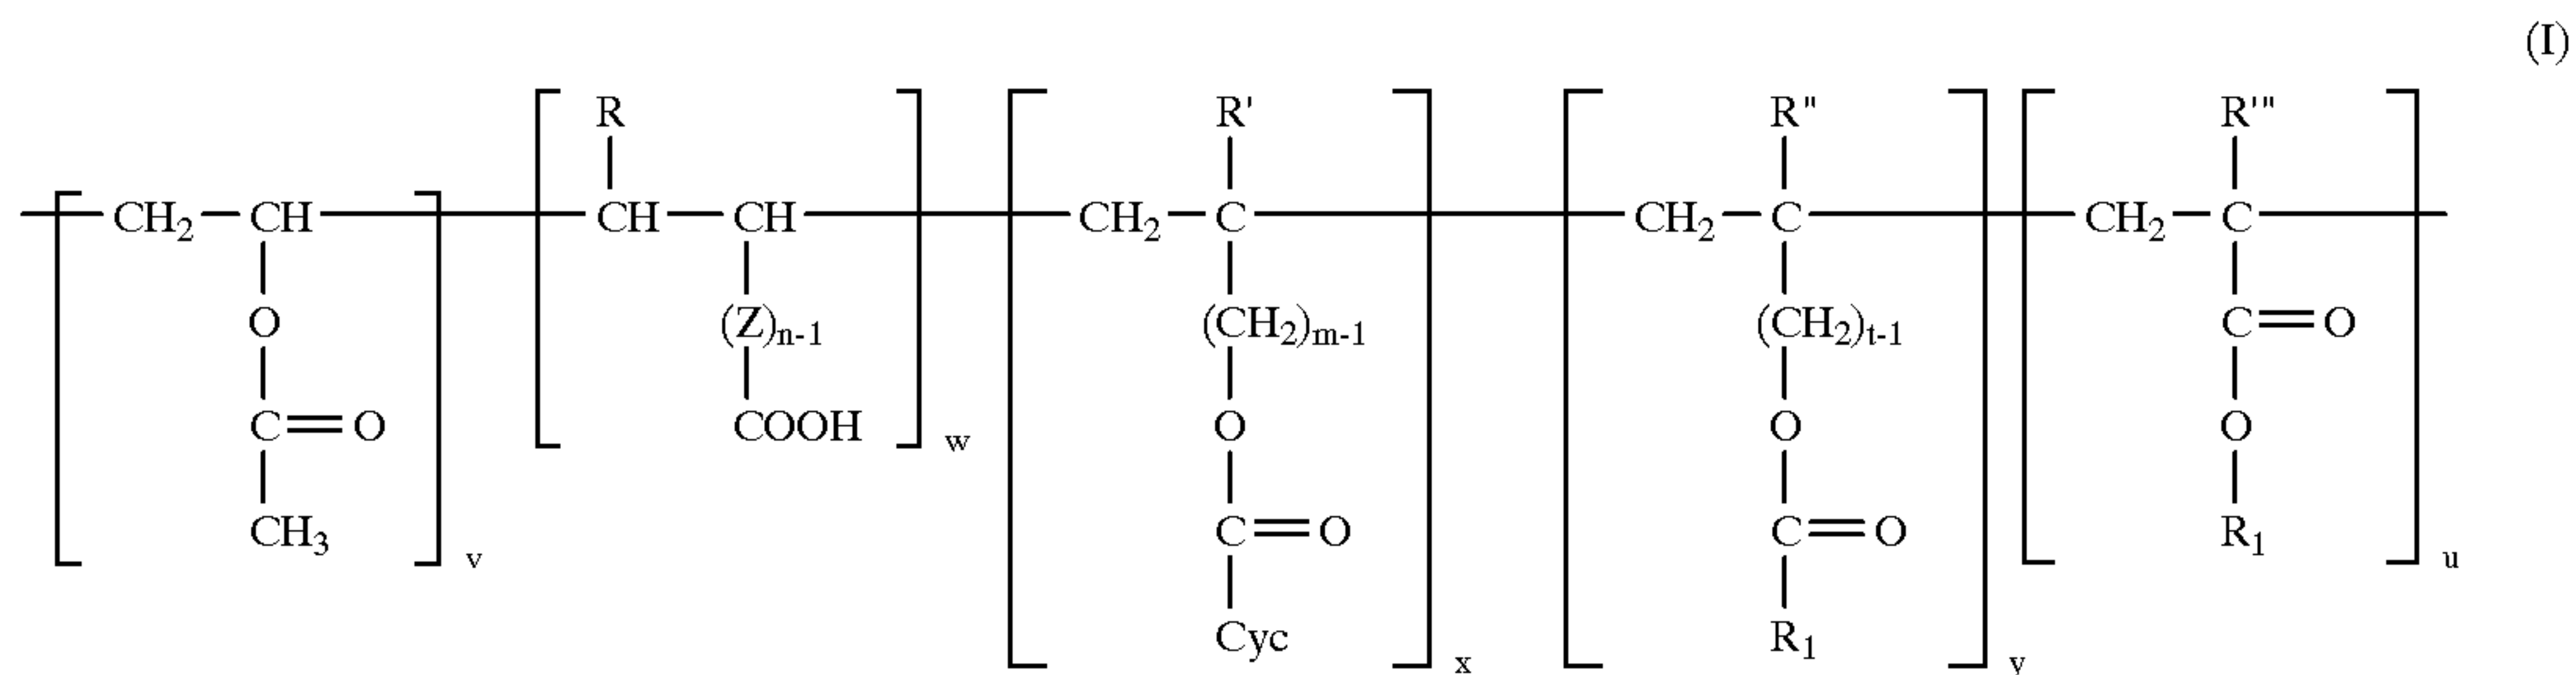 (I)
R R' R" R'"
CH2 CH CH CH CH2 C CH2 C CH2 C
O (Z)n-1 (CH2)m-1 (CH2)t-1 C O
C O COOH w O O O
CH3 v C O C O R1 u
Cyc x R1 y